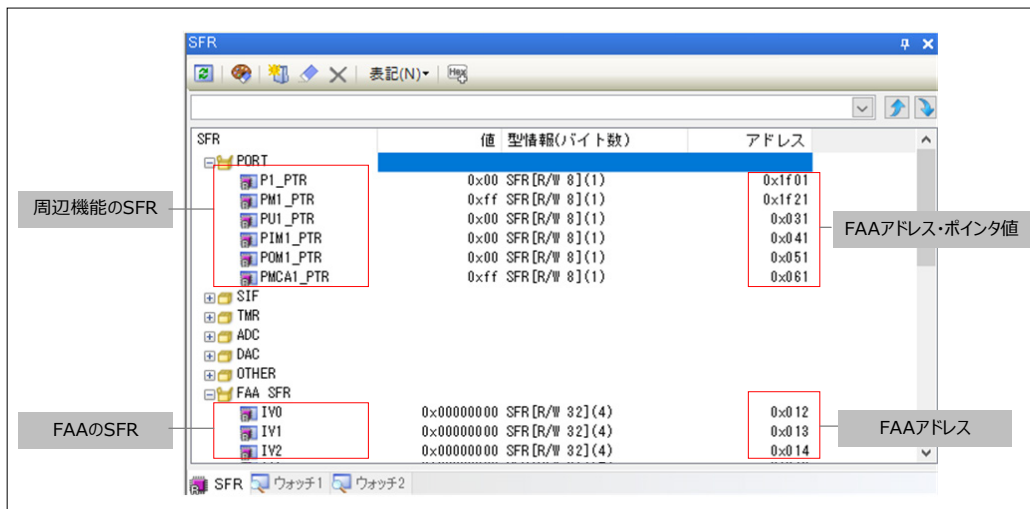 SFR
表記(N)▾ Hex
SFR 値 型情報(バイト数) アドレス
PORT
P1_PTR 0x00 SFR[R/W 8](1) 0x1f01
PM1_PTR 0xff SFR[R/W 8](1) 0x1f21
PU1_PTR 0x00 SFR[R/W 8](1) 0x031
PIM1_PTR 0x00 SFR[R/W 8](1) 0x041
POM1_PTR 0x00 SFR[R/W 8](1) 0x051
PMCA1_PTR 0xff SFR[R/W 8](1) 0x061
周辺機能のSFR
FAAアドレス・ポインタ値
SIF
TMR
ADC
DAC
OTHER
FAA SFR
IV0 0x00000000 SFR[R/W 32](4) 0x012
IV1 0x00000000 SFR[R/W 32](4) 0x013
IV2 0x00000000 SFR[R/W 32](4) 0x014
FAAのSFR
FAAアドレス
SFR ウォッチ1 ウォッチ2